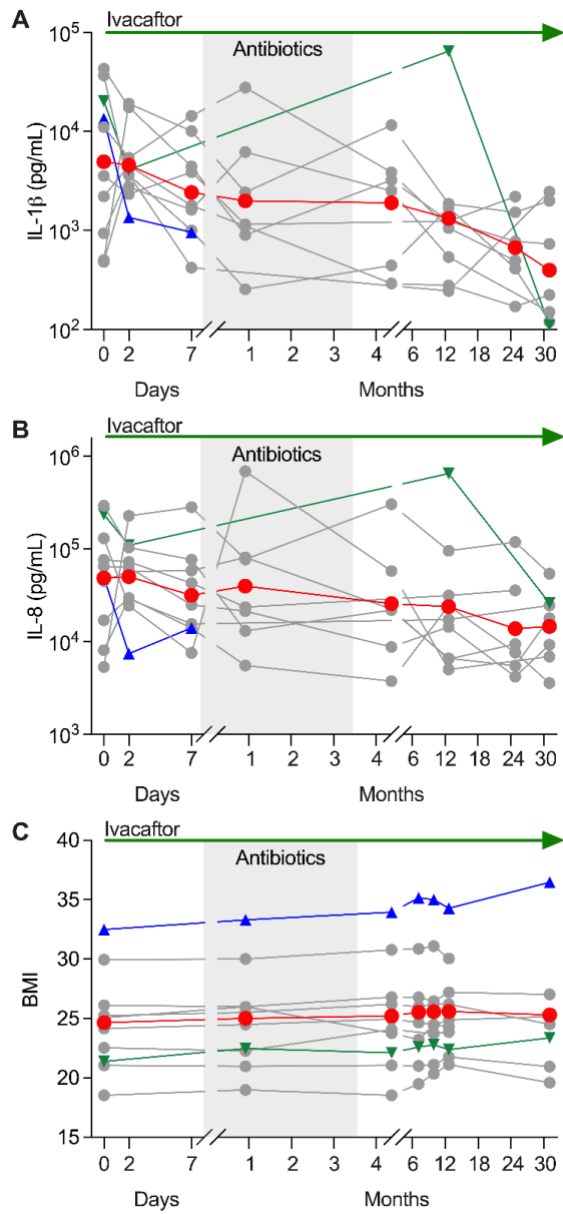 A
Ivacaftor
Antibiotics
IL-1β (pg/mL)
10⁵
10⁴
10³
10²
0 2 7 1 2 3 4 6 12 18 24 30
Days Months
B
Ivacaftor
Antibiotics
IL-8 (pg/mL)
10⁶
10⁵
10⁴
10³
0 2 7 1 2 3 4 6 12 18 24 30
Days Months
C
Ivacaftor
Antibiotics
BMI
40
35
30
25
20
15
0 2 7 1 2 3 4 6 12 18 24 30
Days Months